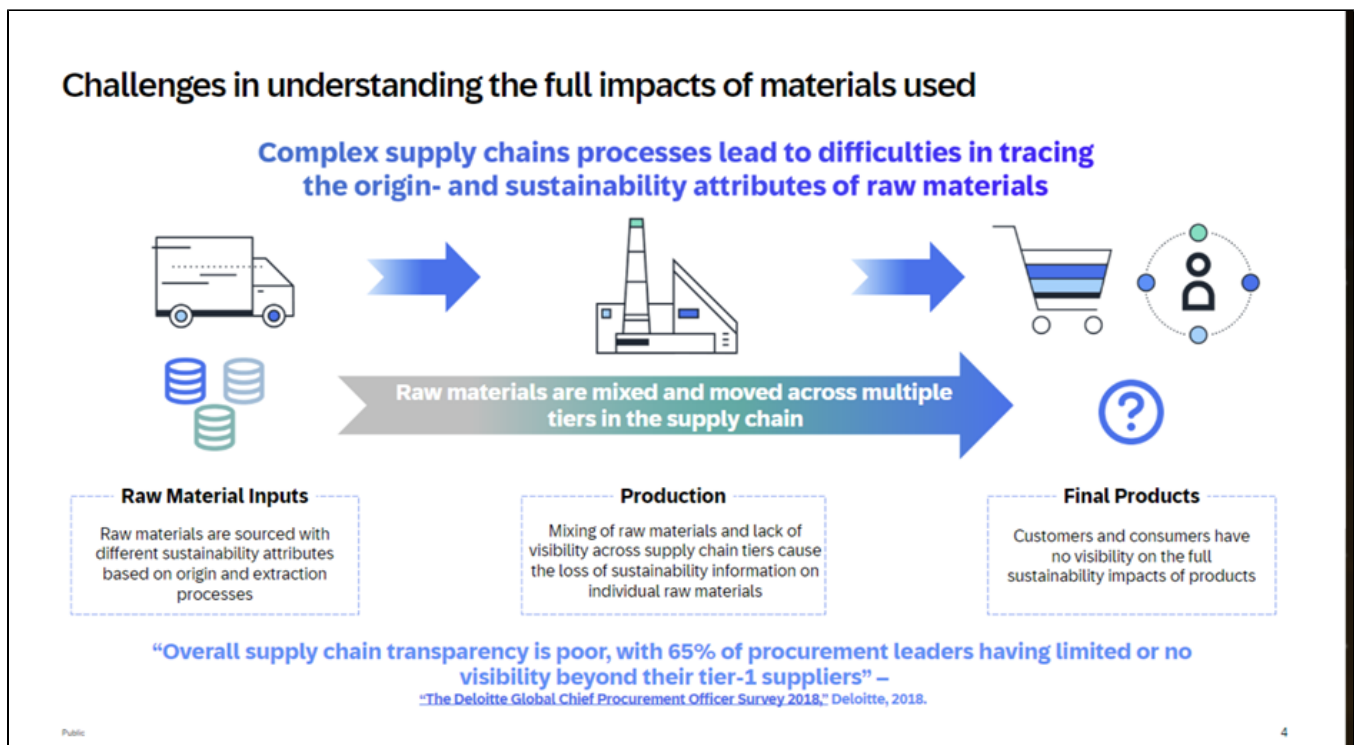 Challenges in understanding the full impacts of materials used
Complex supply chains processes lead to difficulties in tracing
the origin- and sustainability attributes of raw materials
Raw materials are mixed and moved across multiple
tiers in the supply chain
Raw Material Inputs
Raw materials are sourced with
different sustainability attributes
based on origin and extraction
processes
Production
Mixing of raw materials and lack of
visibility across supply chain tiers cause
the loss of sustainability information on
individual raw materials
Final Products
Customers and consumers have
no visibility on the full
sustainability impacts of products
“Overall supply chain transparency is poor, with 65% of procurement leaders having limited or no
visibility beyond their tier-1 suppliers” –
“The Deloitte Global Chief Procurement Officer Survey 2018,” Deloitte, 2018.
Public
4